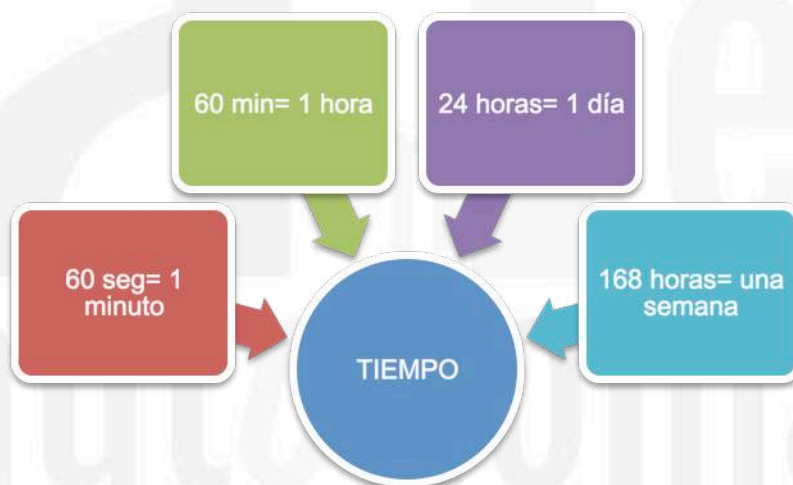 60 min= 1 hora
24 horas= 1 día
60 seg= 1
minuto
168 horas= una
semana
TIEMPO